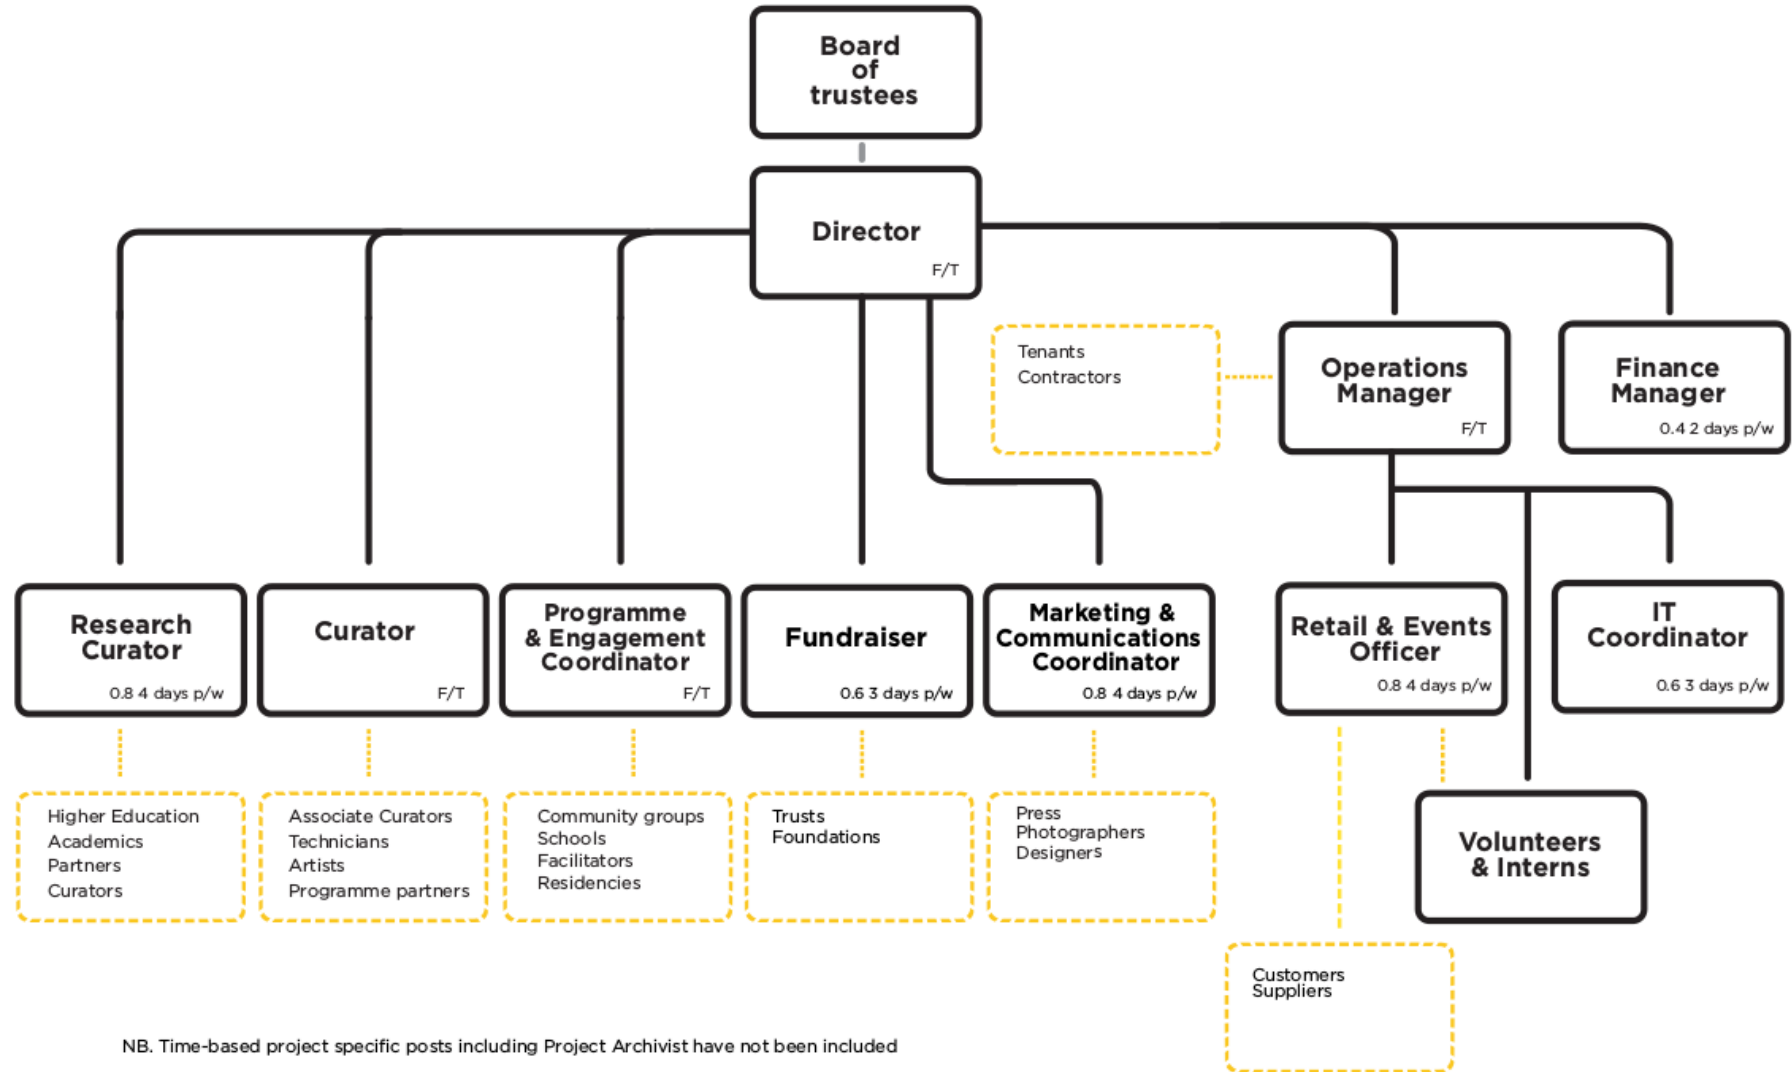 Board
of
trustees
Director
F/T
Tenants
Contractors
Operations
Manager
F/T
Finance
Manager
0.4 2 days p/w
Research
Curator
0.8 4 days p/w
Curator
F/T
Programme
& Engagement
Coordinator
F/T
Fundraiser
0.6 3 days p/w
Marketing &
Communications
Coordinator
0.8 4 days p/w
Retail & Events
Officer
0.8 4 days p/w
IT
Coordinator
0.6 3 days p/w
Higher Education
Academics
Partners
Curators
Associate Curators
Technicians
Artists
Programme partners
Community groups
Schools
Facilitators
Residencies
Trusts
Foundations
Press
Photographers
Designers
Volunteers
& Interns
Customers
Suppliers
NB. Time-based project specific posts including Project Archivist have not been included